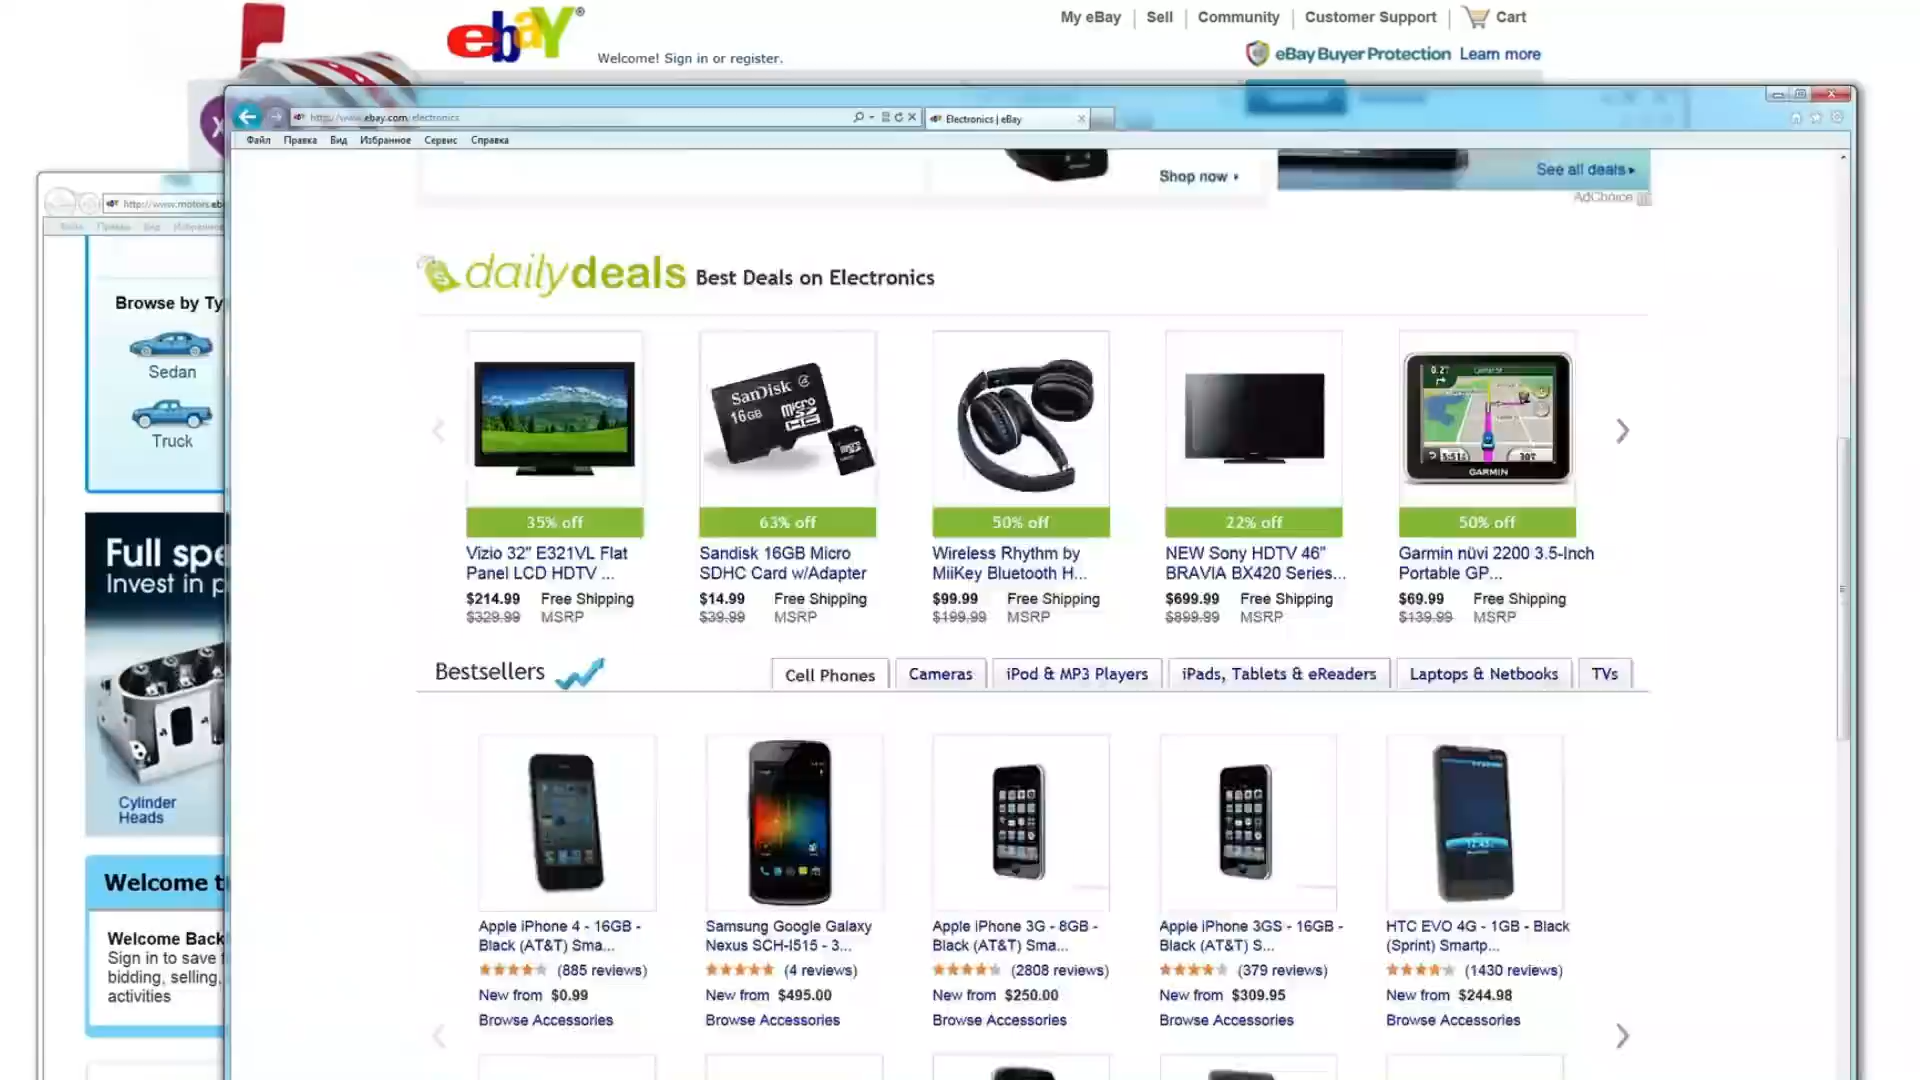 ebaY®
Welcome! Sign in or register.
My eBay
Sell
Community
Customer Support
Cart
eBay Buyer Protection Learn more
http://www.ebay.com/electronics
Electronics | eBay
Файл Правка Вид Избранное Сервис Справка
Shop now
See all deals
AdChoice
http://www.motors.eb
Файл Правка Вид Избранное
dailydeals Best Deals on Electronics
Browse by Ty
Sedan
Truck
SanDisk 4
16GB
micro
SD
HC
GARMIN
35% off
63% off
50% off
22% off
50% off
Vizio 32" E321VL Flat
Panel LCD HDTV ...
$214.99 Free Shipping
$329.99 MSRP
Sandisk 16GB Micro
SDHC Card w/Adapter
$14.99 Free Shipping
$39.99 MSRP
Wireless Rhythm by
MiiKey Bluetooth H...
$99.99 Free Shipping
$199.99 MSRP
NEW Sony HDTV 46"
BRAVIA BX420 Series...
$699.99 Free Shipping
$899.99 MSRP
Garmin nüvi 2200 3.5-Inch
Portable GP...
$69.99 Free Shipping
$139.99 MSRP
Full spe
Invest in p
Cylinder
Heads
Bestsellers
Cell Phones
Cameras
iPod & MP3 Players
iPads, Tablets & eReaders
Laptops & Netbooks
TVs
Apple iPhone 4 - 16GB -
Black (AT&T) Sma...
(885 reviews)
New from $0.99
Browse Accessories
Samsung Google Galaxy
Nexus SCH-I515 - 3...
(4 reviews)
New from $495.00
Browse Accessories
Apple iPhone 3G - 8GB -
Black (AT&T) Sma...
(2808 reviews)
New from $250.00
Browse Accessories
Apple iPhone 3GS - 16GB -
Black (AT&T) S...
(379 reviews)
New from $309.95
Browse Accessories
HTC EVO 4G - 1GB - Black
(Sprint) Smartp...
(1430 reviews)
New from $244.98
Browse Accessories
Welcome t
Welcome Back
Sign in to save
bidding, selling,
activities